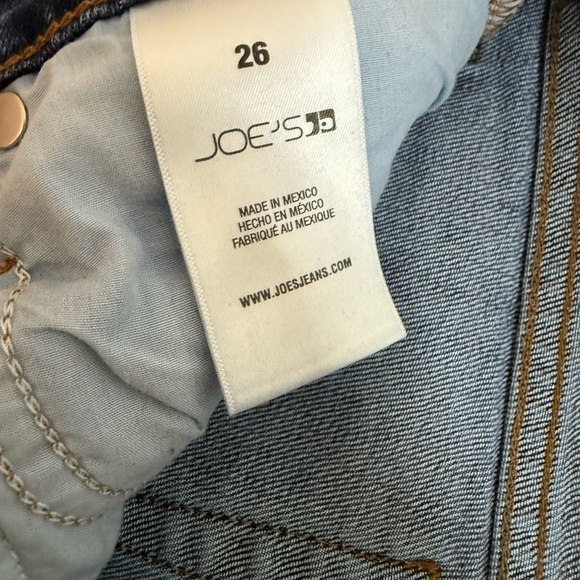 26
JOE'S
MADE IN MEXICO
HECHO EN MÉXICO
FABRIQUÉ AU MEXIQUE
WWW.JOESJEANS.COM